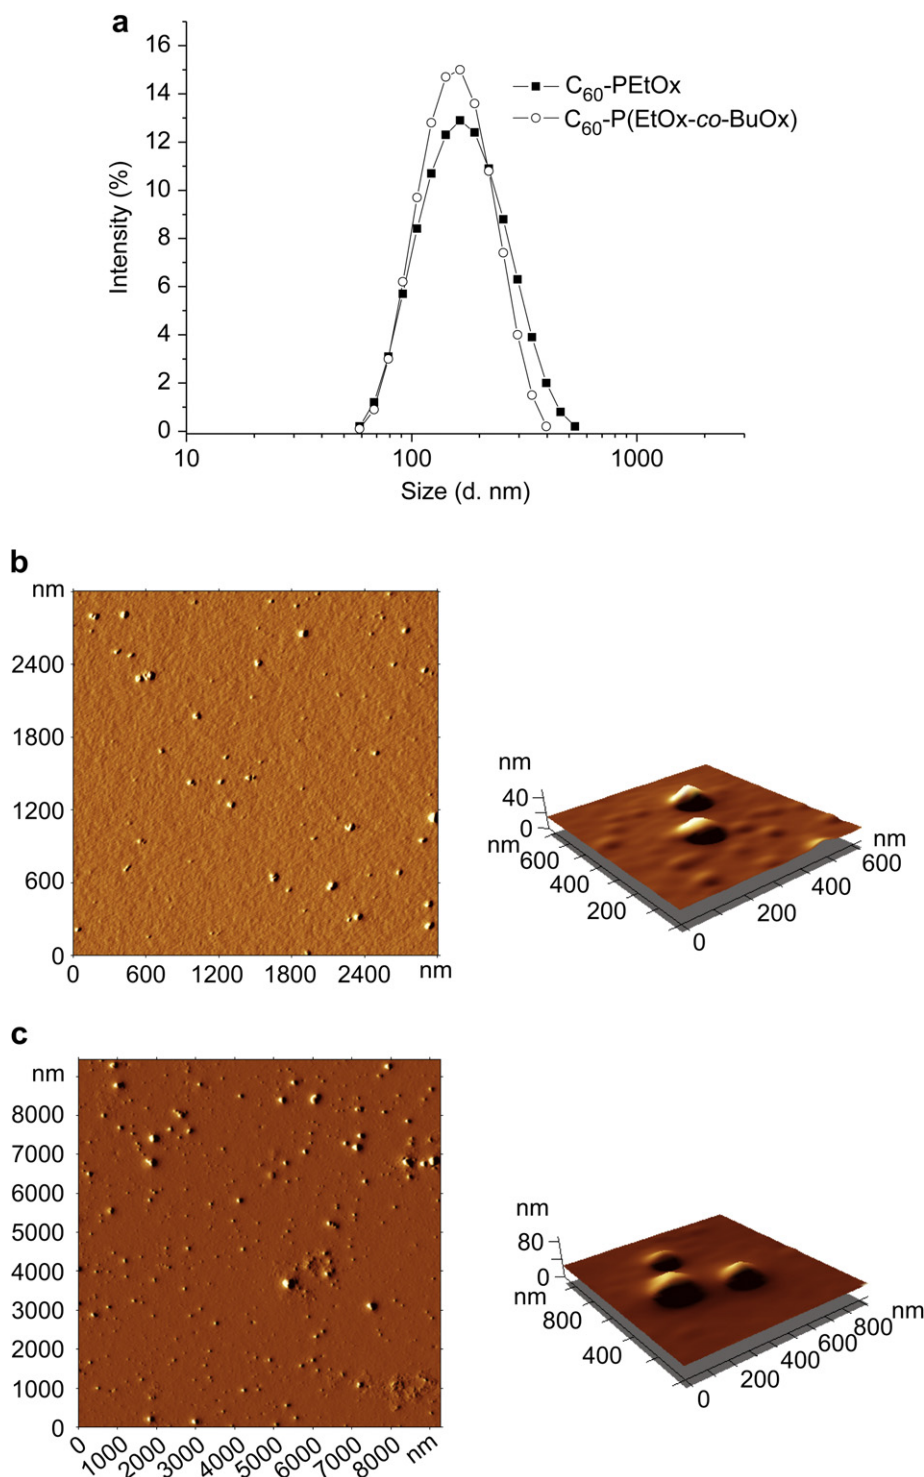 a
16
14
12
10
8
6
4
2
0
Intensity (%)
C60-PEtOx
C60-P(EtOx-co-BuOx)
10
100
1000
Size (d. nm)
b
nm
2400
1800
1200
600
0
0 600 1200 1800 2400 nm
nm
40
0
nm
600
400
200
0
200
400
600
nm
c
nm
8000
7000
6000
5000
4000
3000
2000
1000
0
0 1000 2000 3000 4000 5000 6000 7000 8000 nm
nm
80
0
nm
800
400
0
200
400
600
800
nm